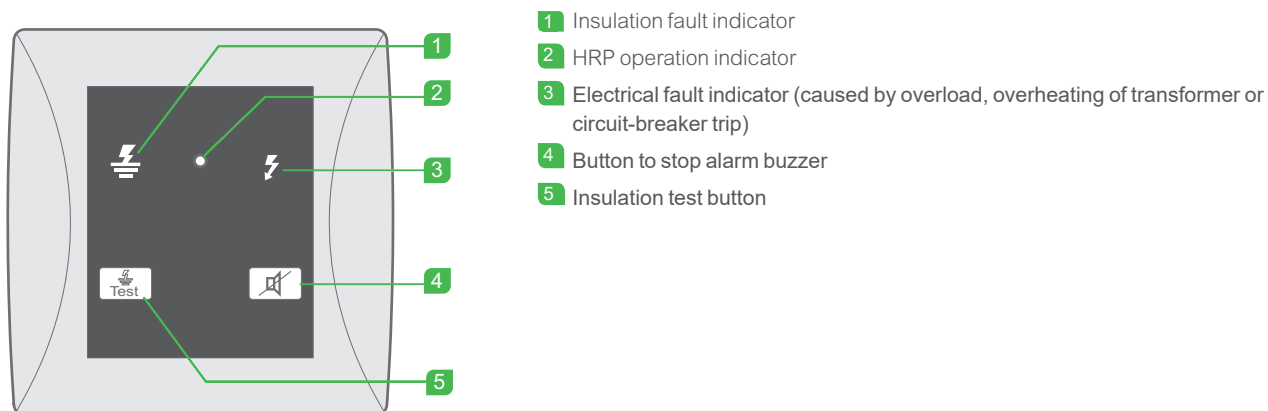 1 Insulation fault indicator
2 HRP operation indicator
3 Electrical fault indicator (caused by overload, overheating of transformer or
circuit-breaker trip)
4 Button to stop alarm buzzer
5 Insulation test button
1
2
3
Test
4
5